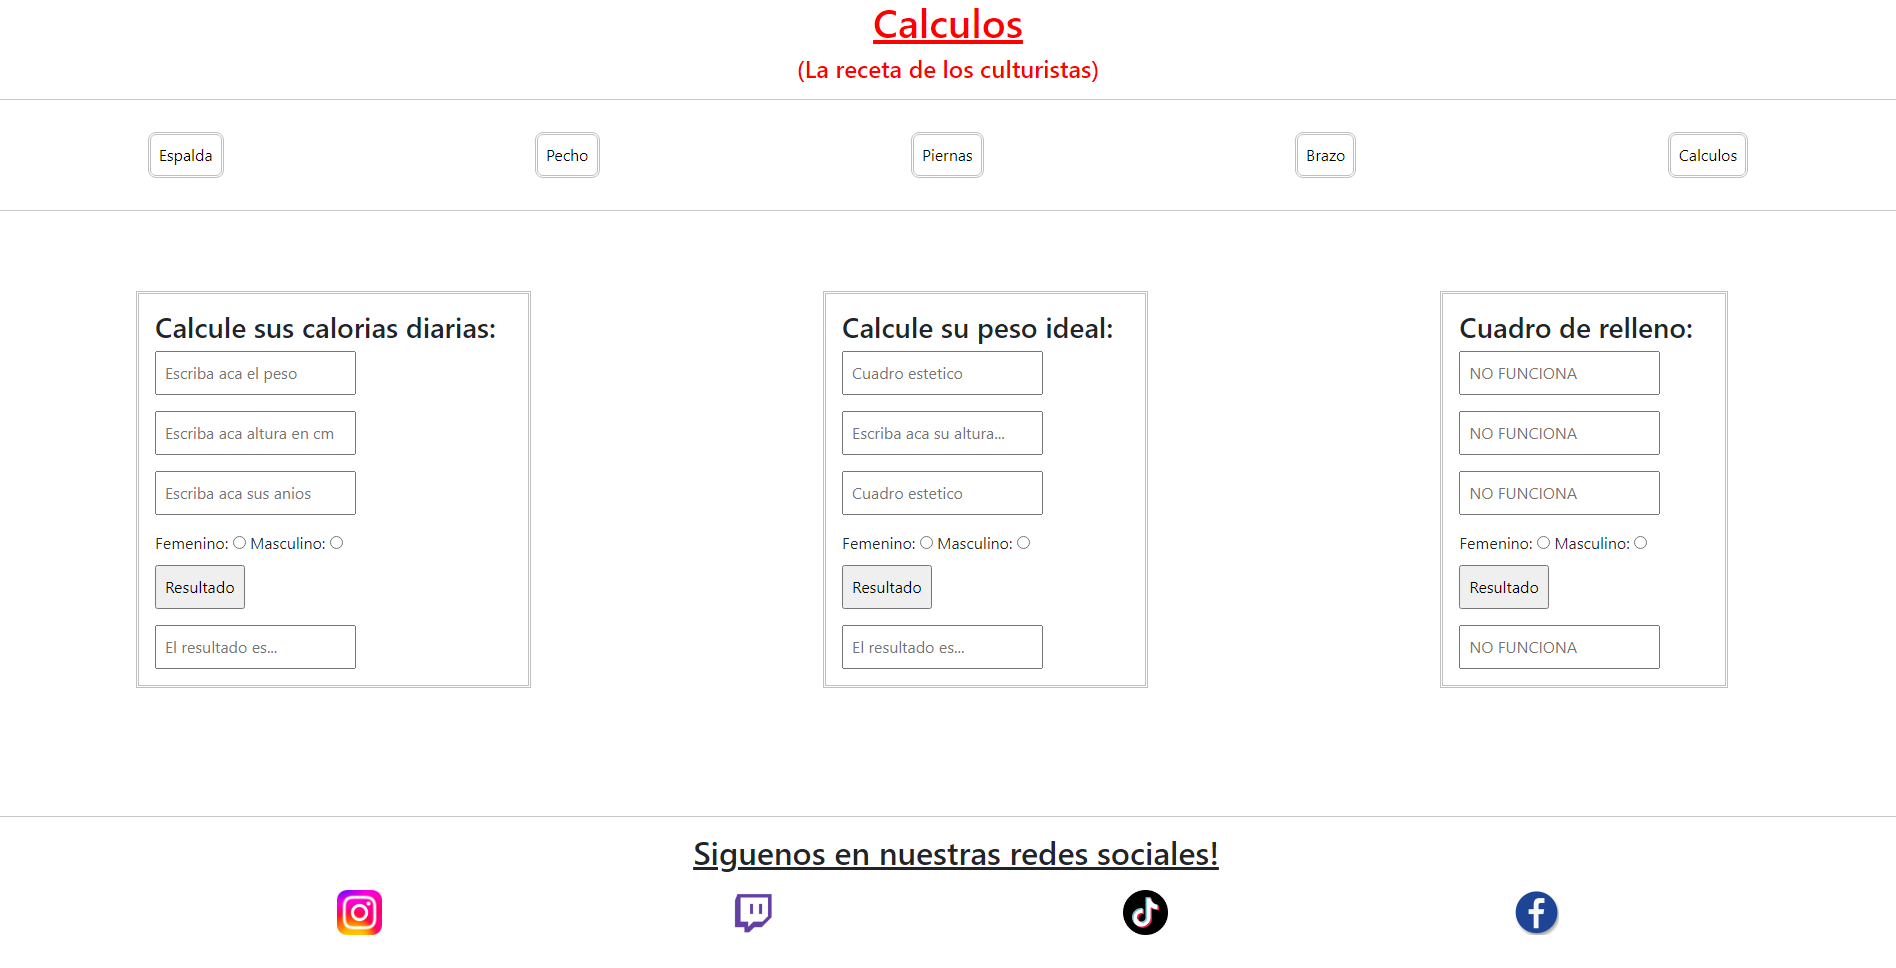 Calculos
(La receta de los culturistas)
Espalda Pecho Piernas Brazo Calculos
Calcule sus calorias diarias:
Escriba aca el peso
Escriba aca altura en cm
Escriba aca sus anios
Femenino: Masculino:
Resultado
El resultado es...
Calcule su peso ideal:
Cuadro estetico
Escriba aca su altura...
Cuadro estetico
Femenino: Masculino:
Resultado
El resultado es...
Cuadro de relleno:
NO FUNCIONA
NO FUNCIONA
NO FUNCIONA
Femenino: Masculino:
Resultado
NO FUNCIONA
Siguenos en nuestras redes sociales!